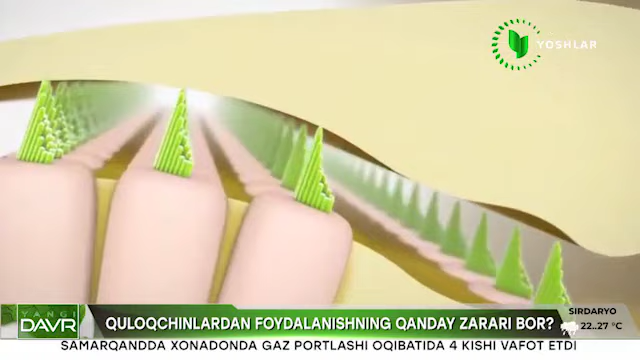 YOSHLAR
YANGI
DAVR
QULOQCHINLARDAN FOYDALANISHNING QANDAY ZARARI BOR?
SIRDARYO
22..27 °C
SAMARQANDDA XONADONDA GAZ PORTLASHI OQIBATIDA 4 KISHI VAFOT ETDI